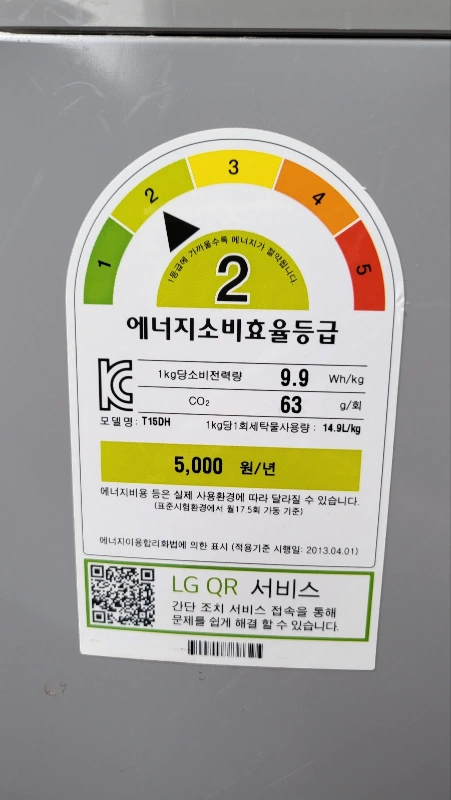 1
2
3
4
5
1등급에 가까울수록 에너지가 절약됩니다.
2
에너지소비효율등급
1kg당소비전력량 9.9 Wh/kg
CO₂ 63 g/회
모델명: T15DH 1kg당1회세탁물사용량 : 14.9L/kg
5,000 원/년
에너지비용 등은 실제 사용환경에 따라 달라질 수 있습니다.
(표준시험환경에서 월17.5회 가동 기준)
에너지이용합리화법에 의한 표시 (적용기준 시행일: 2013.04.01)
LG QR 서비스
간단 조치 서비스 접속을 통해
문제를 쉽게 해결 할 수 있습니다.